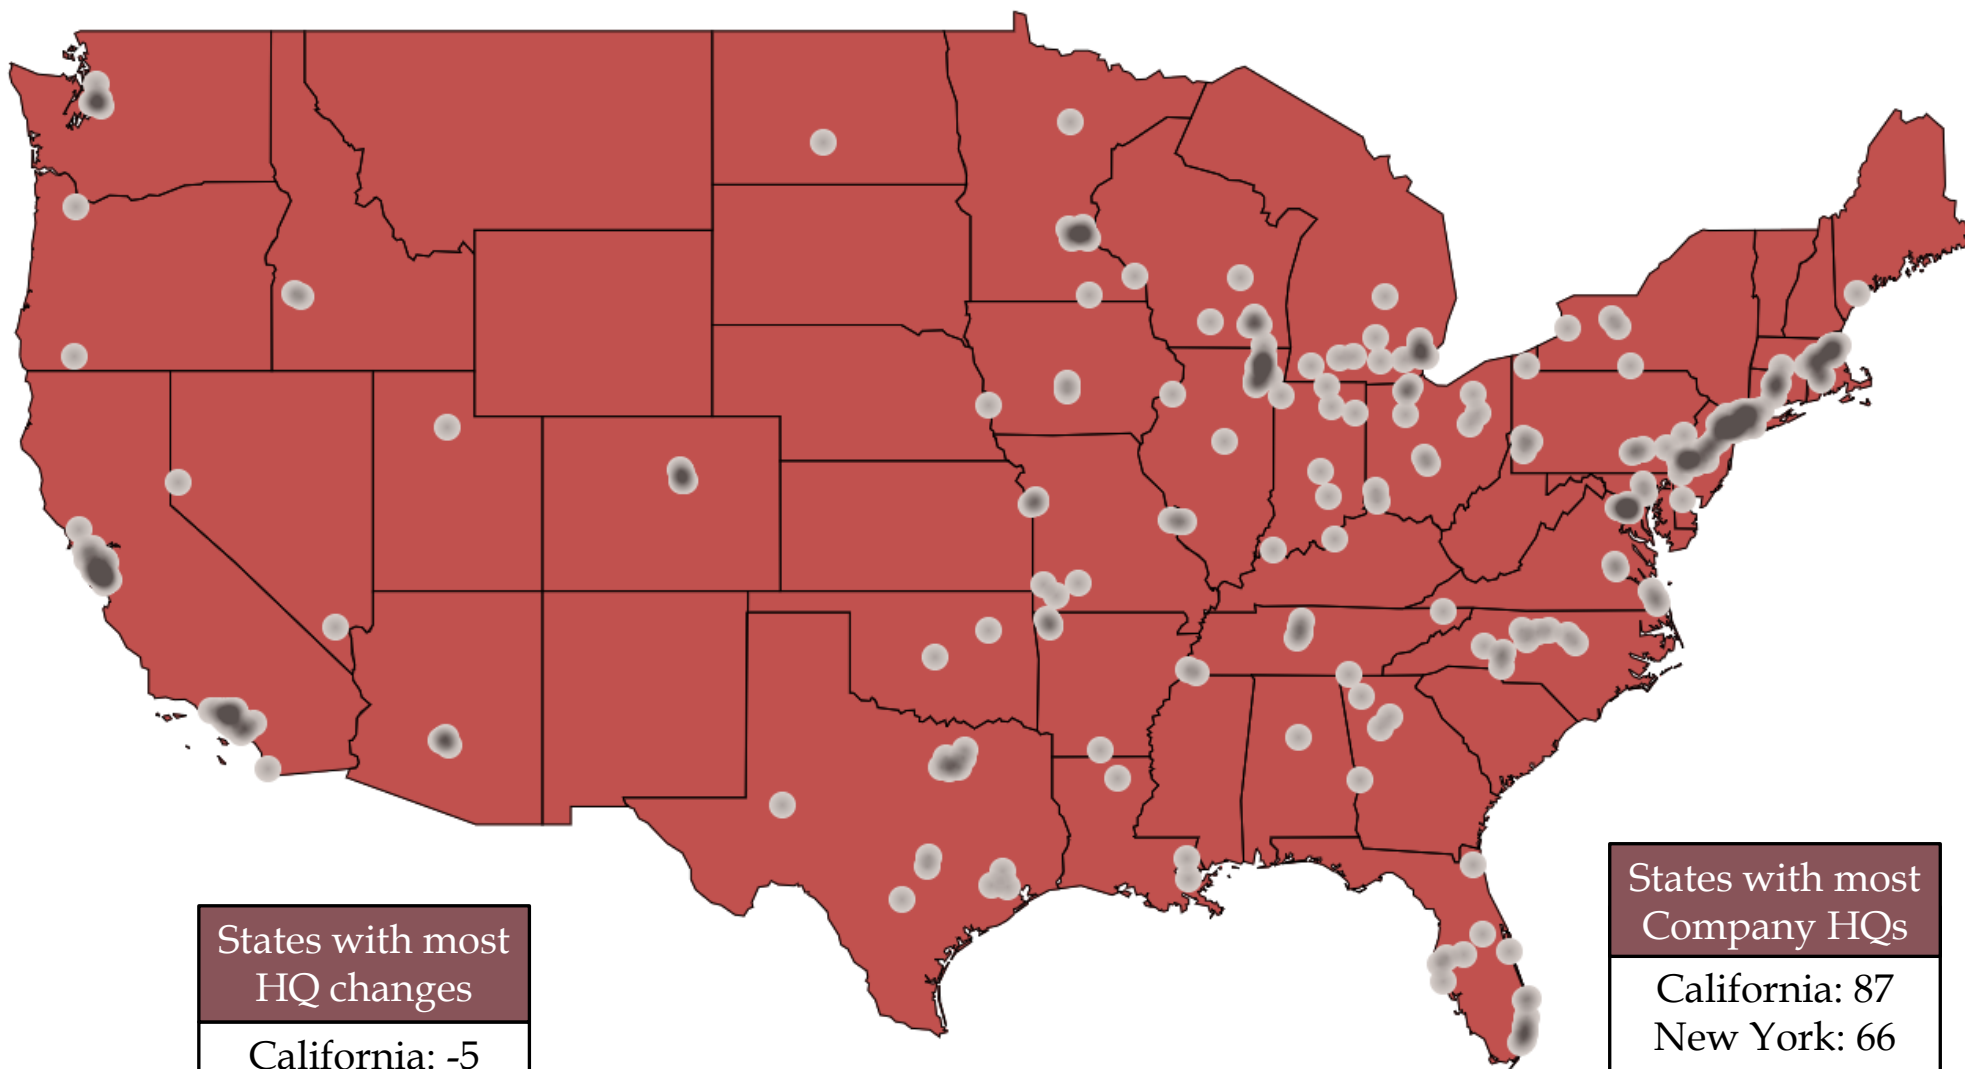 States with most
HQ changes
California: -5
States with most
Company HQs
California: 87
New York: 66